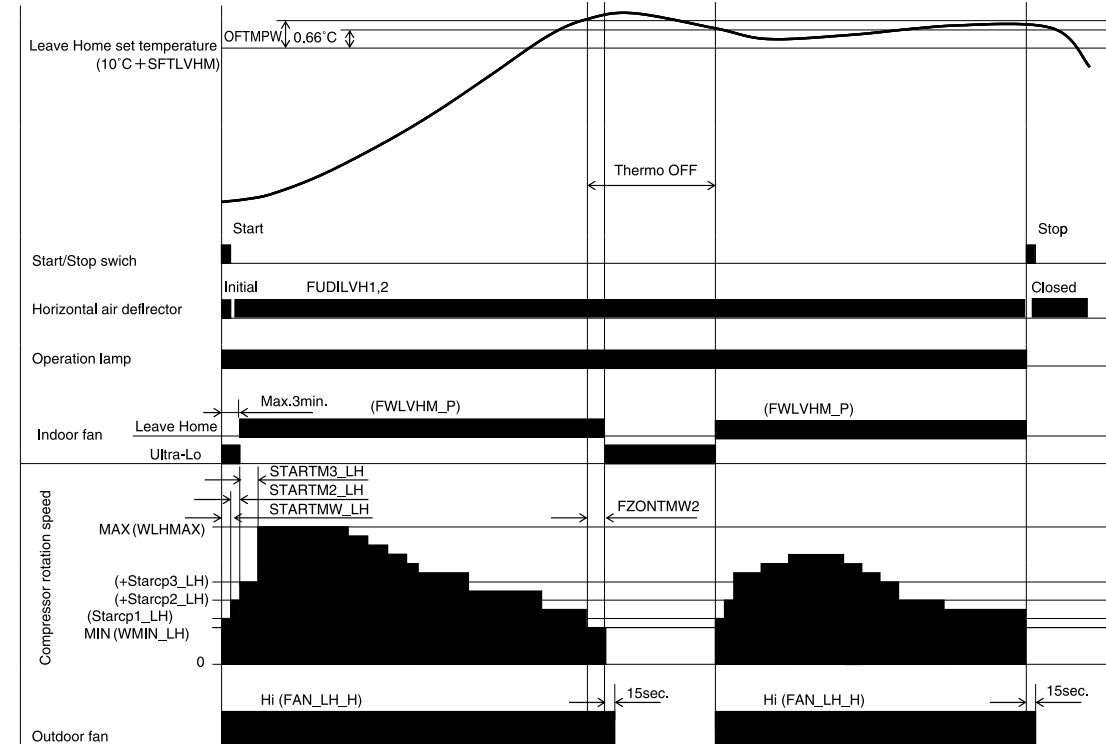 OFTMPW 0.66°C
Leave Home set temperature
(10°C＋SFTLVHM)
Thermo OFF
Start
Stop
Start/Stop swich
Initial
FUDILVH1,2
Closed
Horizontal air deflrector
Operation lamp
Max.3min.
(FWLVHM_P)
(FWLVHM_P)
Leave Home
Indoor fan
Ultra-Lo
STARTM3_LH
STARTM2_LH
STARTMW_LH
FZONTMW2
Compressor rotation speed
MAX (WLHMAX)
(+Starcp3_LH)
(+Starcp2_LH)
(Starcp1_LH)
MIN (WMIN_LH)
0
Hi (FAN_LH_H)
15sec.
Hi (FAN_LH_H)
15sec.
Outdoor fan